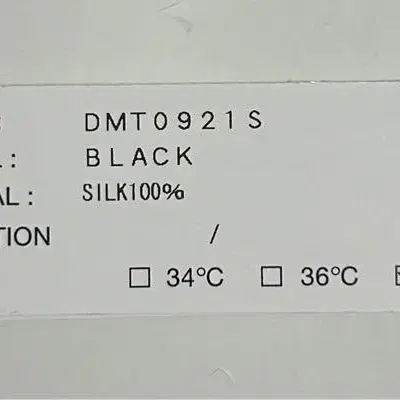 : DMT0921S
L: BLACK
AL: SILK100%
TION /
□ 34°C □ 36°C